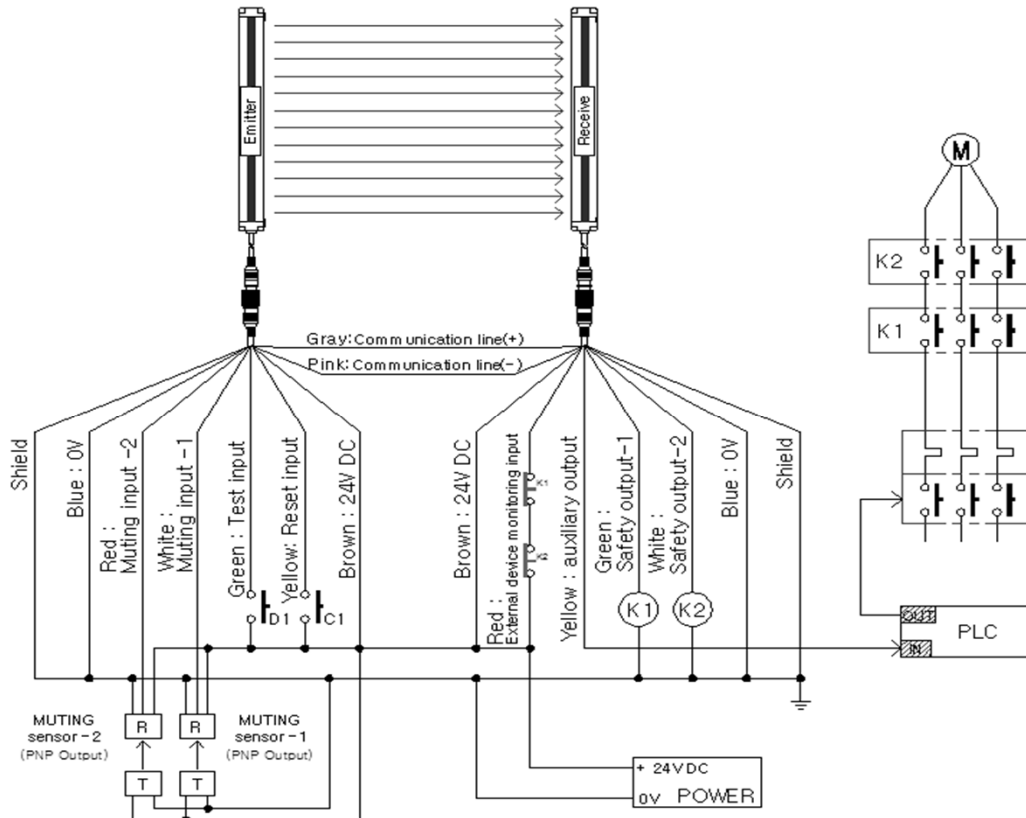 Emitter
Receive
M
K2
K1
Gray:Communication line(+)
Pink:Communication line(-)
Shield
Blue : 0V
Red :
Muting input -2
White :
Muting input -1
Green : Test input
Yellow: Reset input
Brown : 24V DC
Brown : 24V DC
Red :
External device monitoring input
K1
Yellow : auxiliary output
Green :
Safety output-1
White :
Safety output-2
Blue : 0V
Shield
D1
C1
K1
K2
OUT
IN
PLC
MUTING
sensor-2
(PNP Output)
R
R
MUTING
sensor-1
(PNP Output)
T
T
+ 24VDC
0V POWER